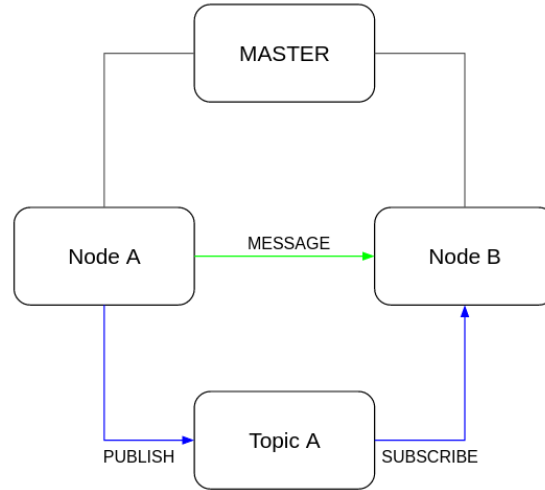 MASTER
Node A
MESSAGE
Node B
Topic A
PUBLISH
SUBSCRIBE